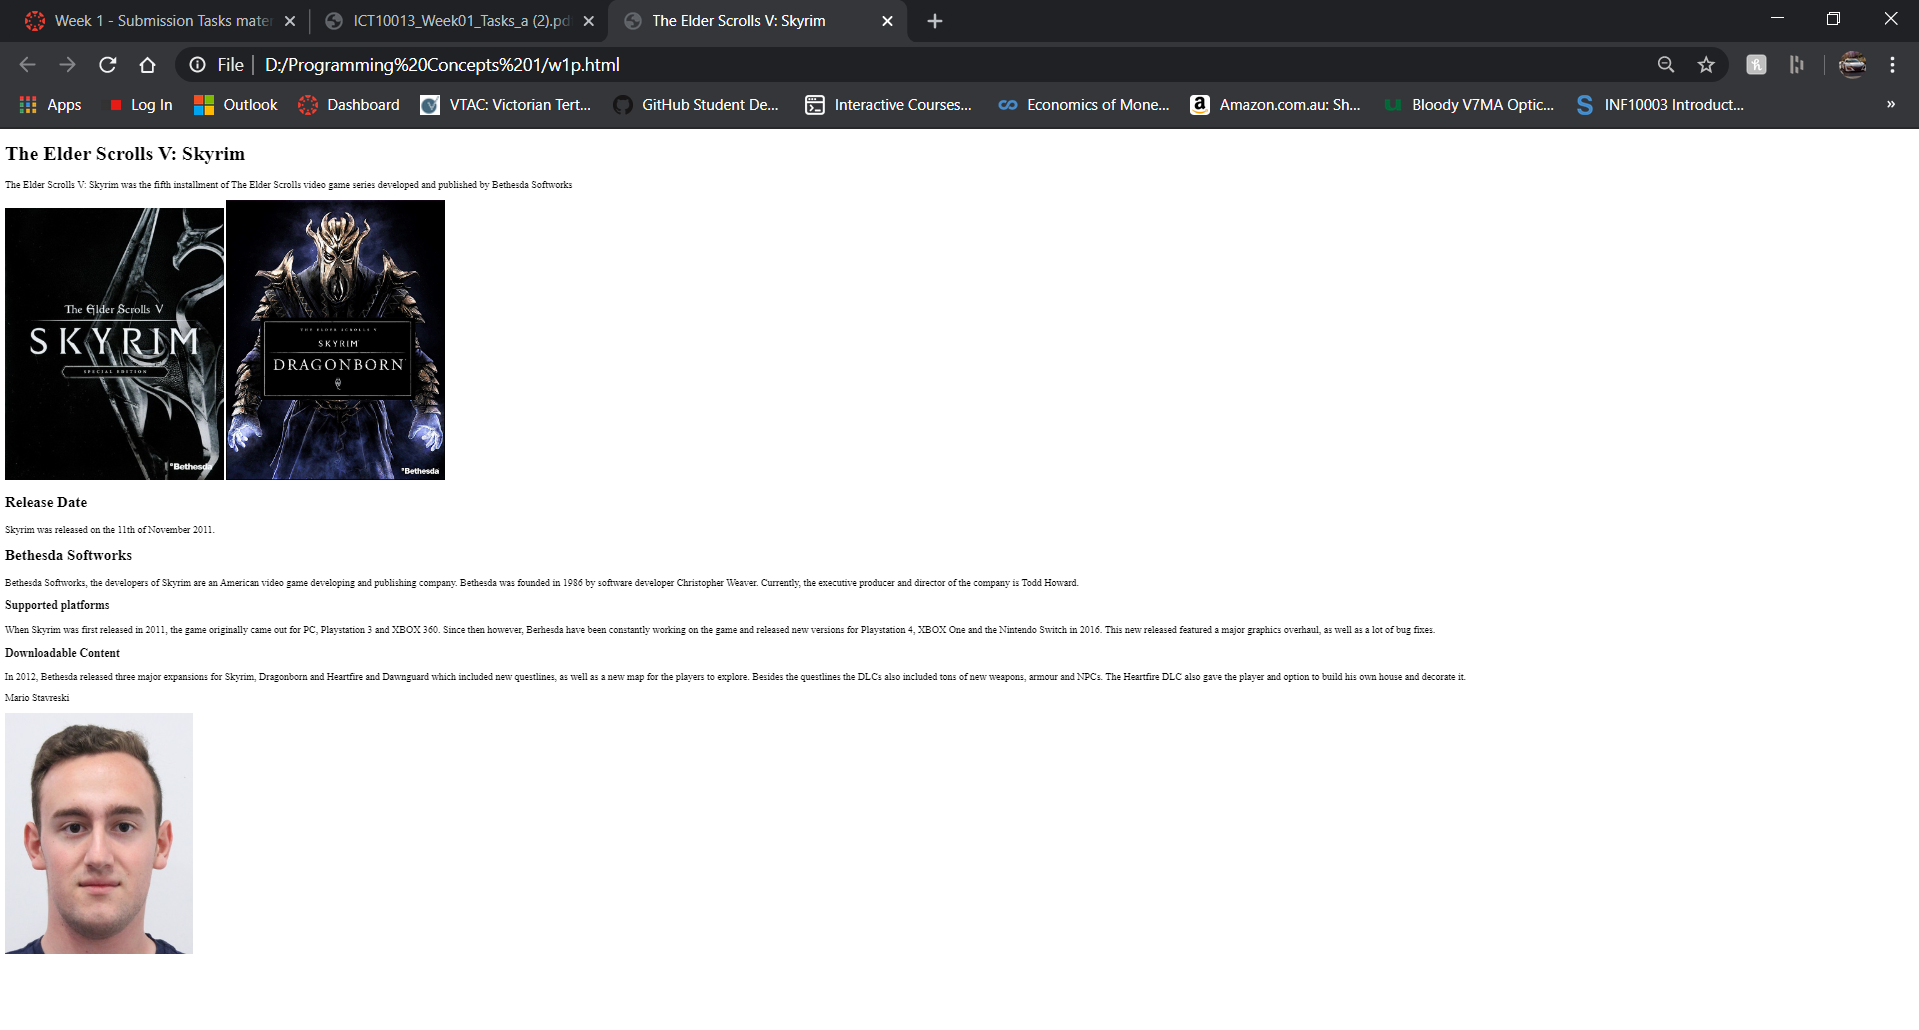 Week 1 - Submission Tasks mater
ICT10013_Week01_Tasks_a (2).pd
The Elder Scrolls V: Skyrim
File
D:/Programming%20Concepts%201/w1p.html
Apps
Log In
Outlook
Dashboard
VTAC: Victorian Tert...
GitHub Student De...
Interactive Courses...
Economics of Mone...
Amazon.com.au: Sh...
Bloody V7MA Optic...
INF10003 Introduct...
»
The Elder Scrolls V: Skyrim
The Elder Scrolls V: Skyrim was the fifth installment of The Elder Scrolls video game series developed and published by Bethesda Softworks
The Elder Scrolls V
SKYRIM
SPECIAL EDITION
Bethesda
THE ELDER SCROLLS V
SKYRIM
DRAGONBORN
Bethesda
Release Date
Skyrim was released on the 11th of November 2011.
Bethesda Softworks
Bethesda Softworks, the developers of Skyrim are an American video game developing and publishing company. Bethesda was founded in 1986 by software developer Christopher Weaver. Currently, the executive producer and director of the company is Todd Howard.
Supported platforms
When Skyrim was first released in 2011, the game originally came out for PC, Playstation 3 and XBOX 360. Since then however, Berhesda have been constantly working on the game and released new versions for Playstation 4, XBOX One and the Nintendo Switch in 2016. This new released featured a major graphics overhaul, as well as a lot of bug fixes.
Downloadable Content
In 2012, Bethesda released three major expansions for Skyrim, Dragonborn and Heartfire and Dawnguard which included new questlines, as well as a new map for the players to explore. Besides the questlines the DLCs also included tons of new weapons, armour and NPCs. The Heartfire DLC also gave the player and option to build his own house and decorate it.
Mario Stavreski